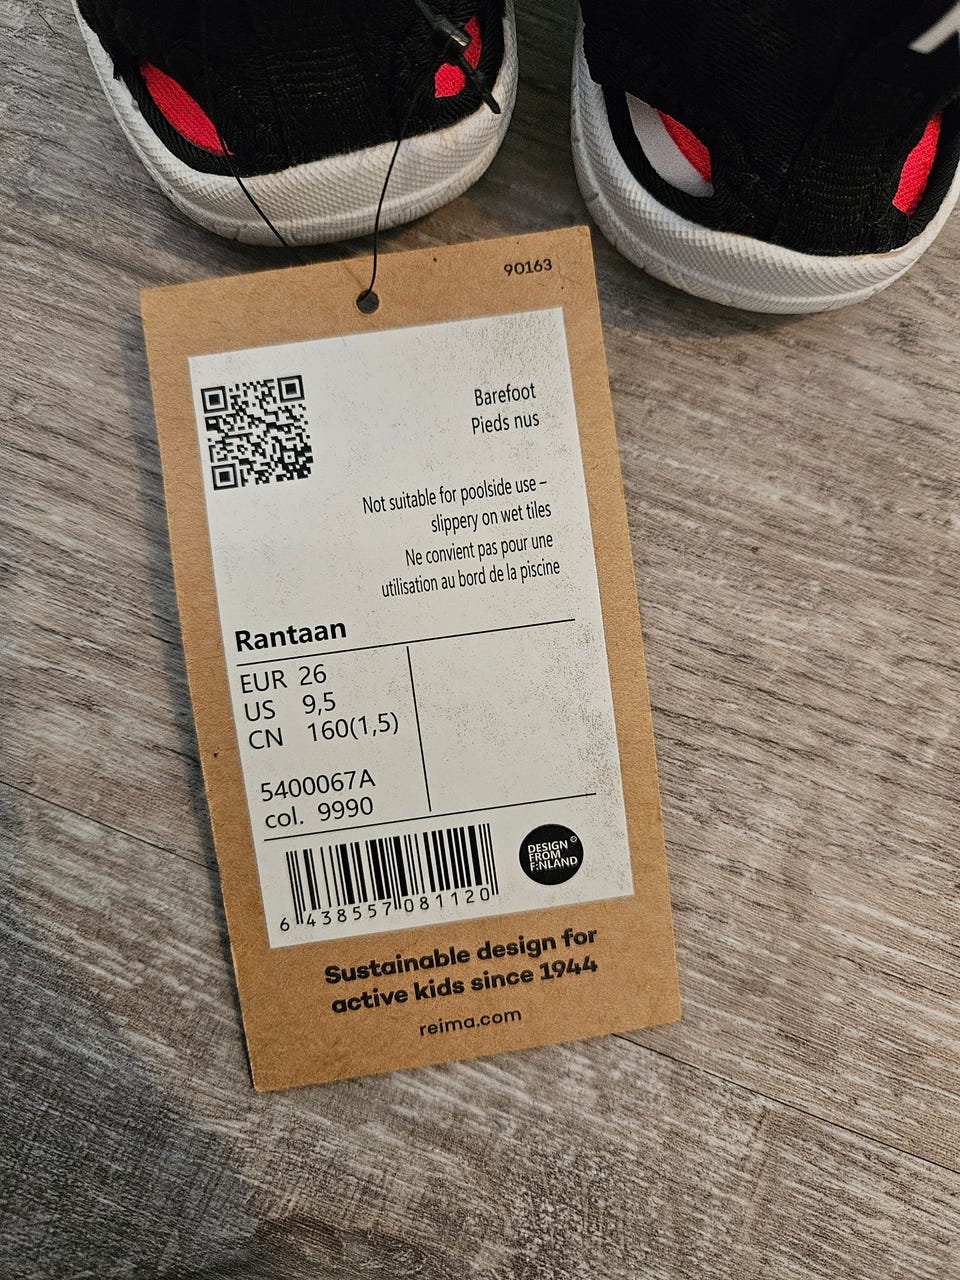 90163
Barefoot
Pieds nus
Not suitable for poolside use –
slippery on wet tiles
Ne convient pas pour une
utilisation au bord de la piscine
Rantaan
EUR 26
US 9,5
CN 160(1,5)
5400067A
col. 9990
6 438557 081120
DESIGN
FROM
F:NLAND
©
Sustainable design for
active kids since 1944
reima.com